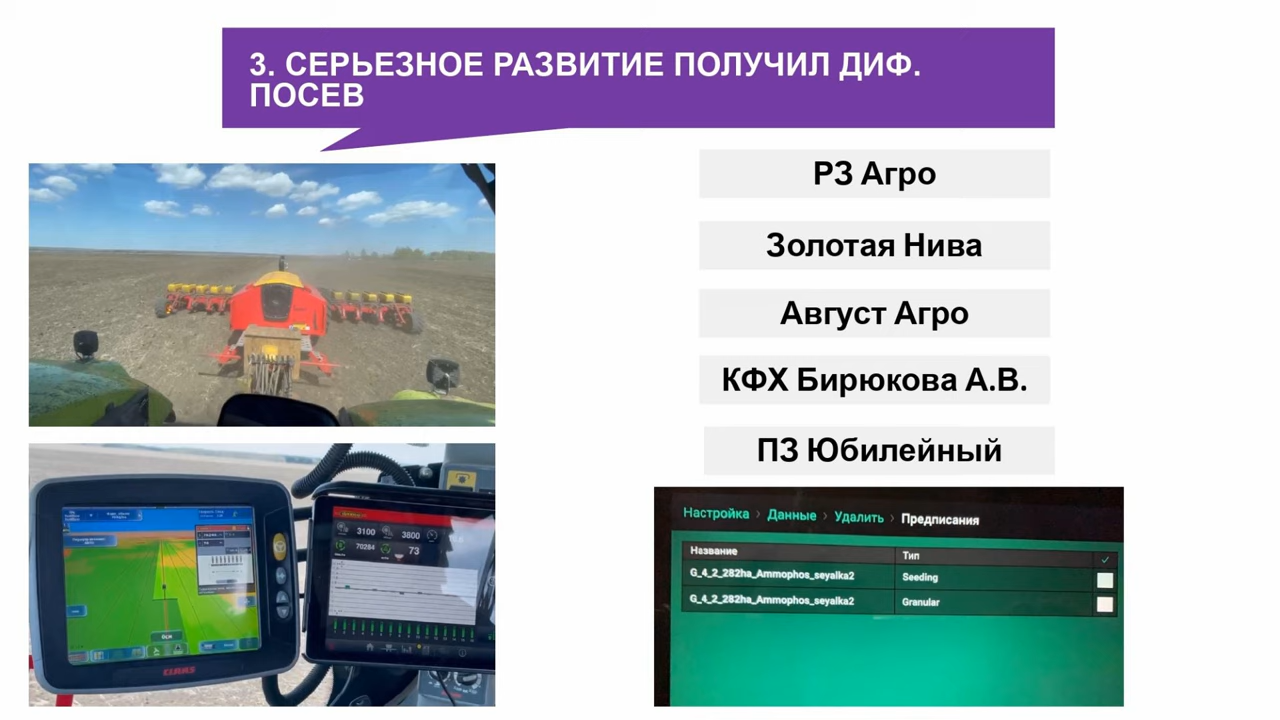 3. СЕРЬЕЗНОЕ РАЗВИТИЕ ПОЛУЧИЛ ДИФ.
ПОСЕВ
РЗ Агро
Золотая Нива
Август Агро
КФХ Бирюкова А.В.
ПЗ Юбилейный
3100
3800
70284
73
CLAAS
Настройка > Данные > Удалить > Предписания
Название Тип
G_4_2_282ha_Ammophos_seyalka2 Seeding
G_4_2_282ha_Ammophos_seyalka2 Granular